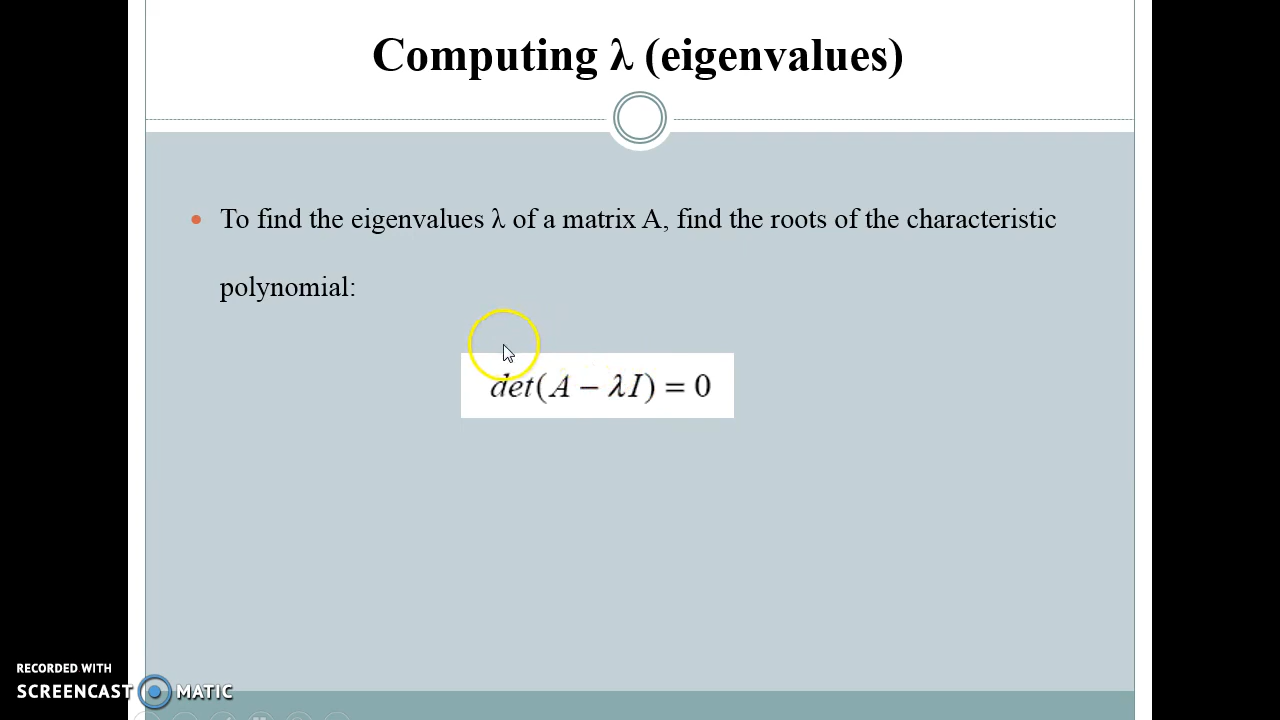 Computing λ (eigenvalues)
• To find the eigenvalues λ of a matrix A, find the roots of the characteristic
polynomial:
det(A − λI) = 0
RECORDED WITH
SCREENCAST MATIC